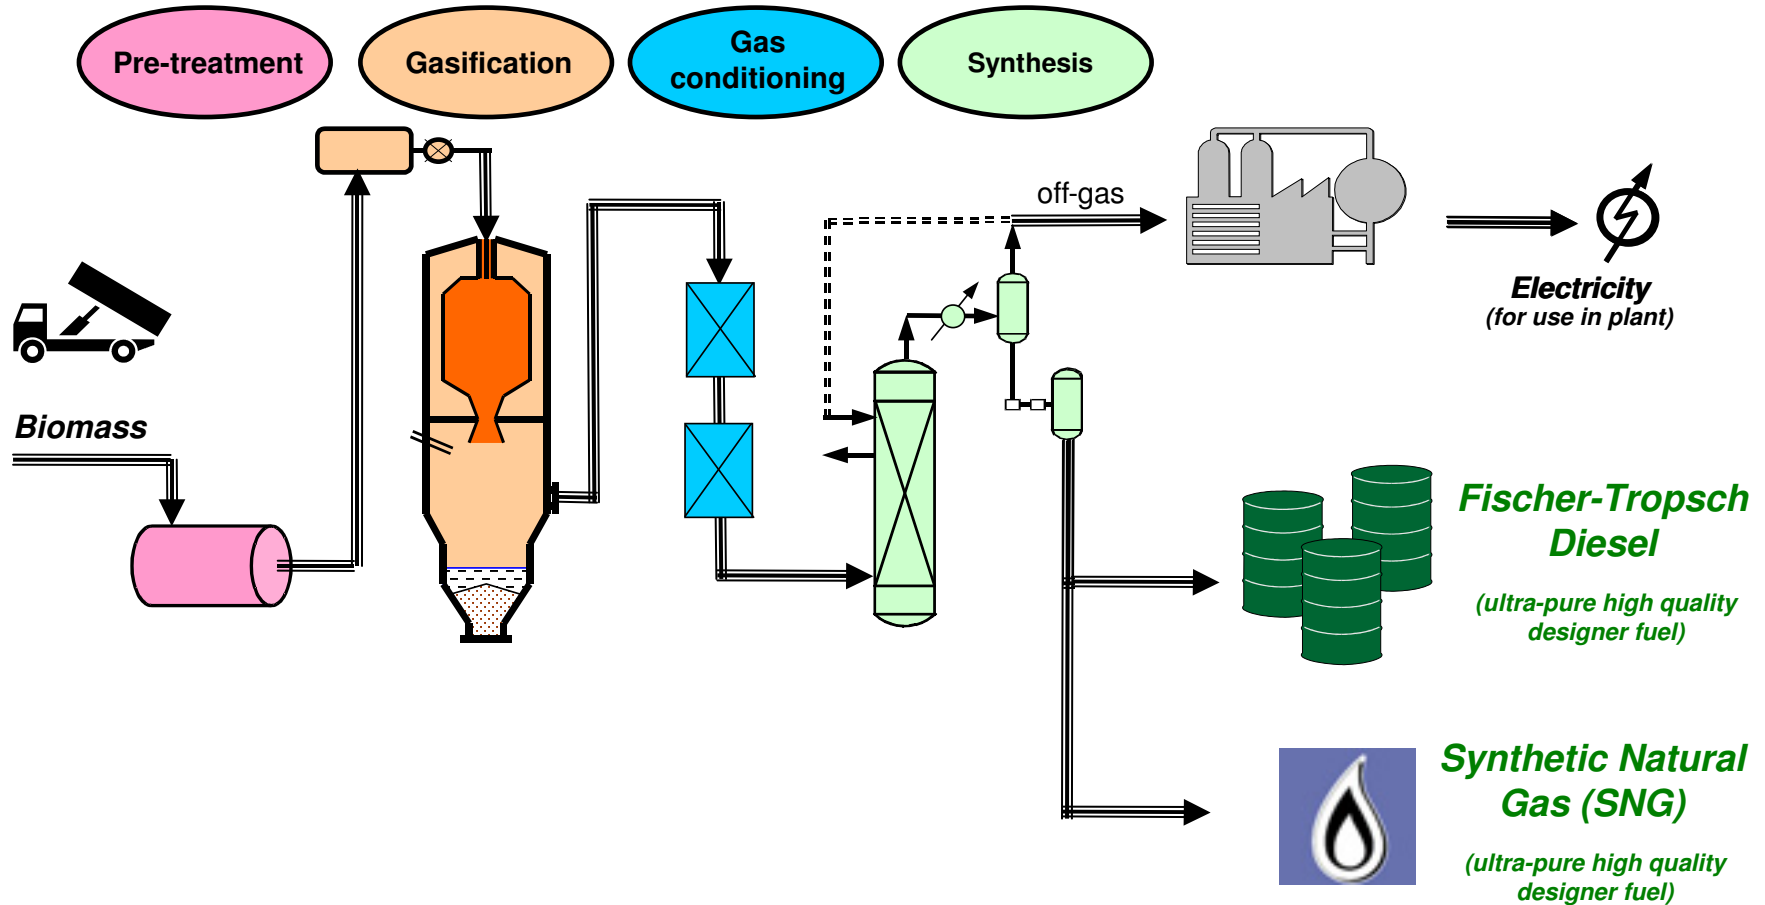 Pre-treatment
Gasification
Gas
conditioning
Synthesis
off-gas
Electricity
(for use in plant)
Biomass
Fischer-Tropsch
Diesel
(ultra-pure high quality
designer fuel)
Synthetic Natural
Gas (SNG)
(ultra-pure high quality
designer fuel)